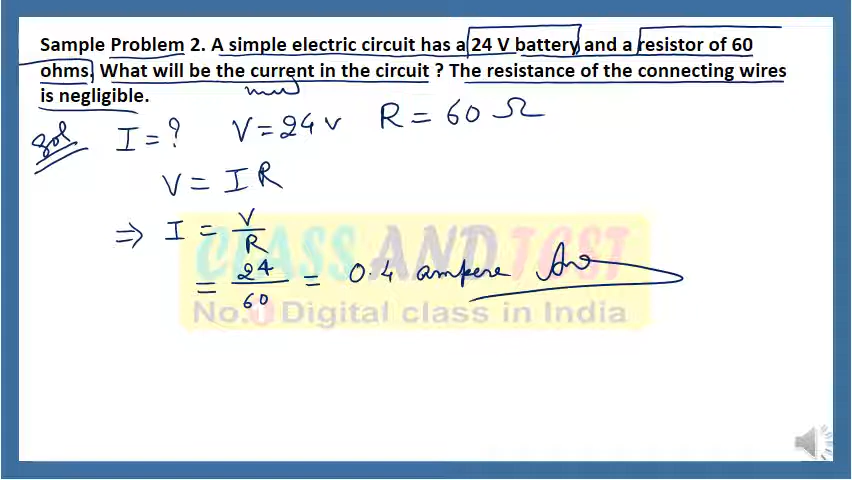 Sample Problem 2. A simple electric circuit has a 24 V battery and a resistor of 60
ohms. What will be the current in the circuit ? The resistance of the connecting wires
is negligible.
Sol
I = ? V = 24 V R = 60 Ω
V = I R
⇒ I = V/R
= 24/60 = 0.4 ampere Ans
CLASS AND TEST
No.1 Digital class in India